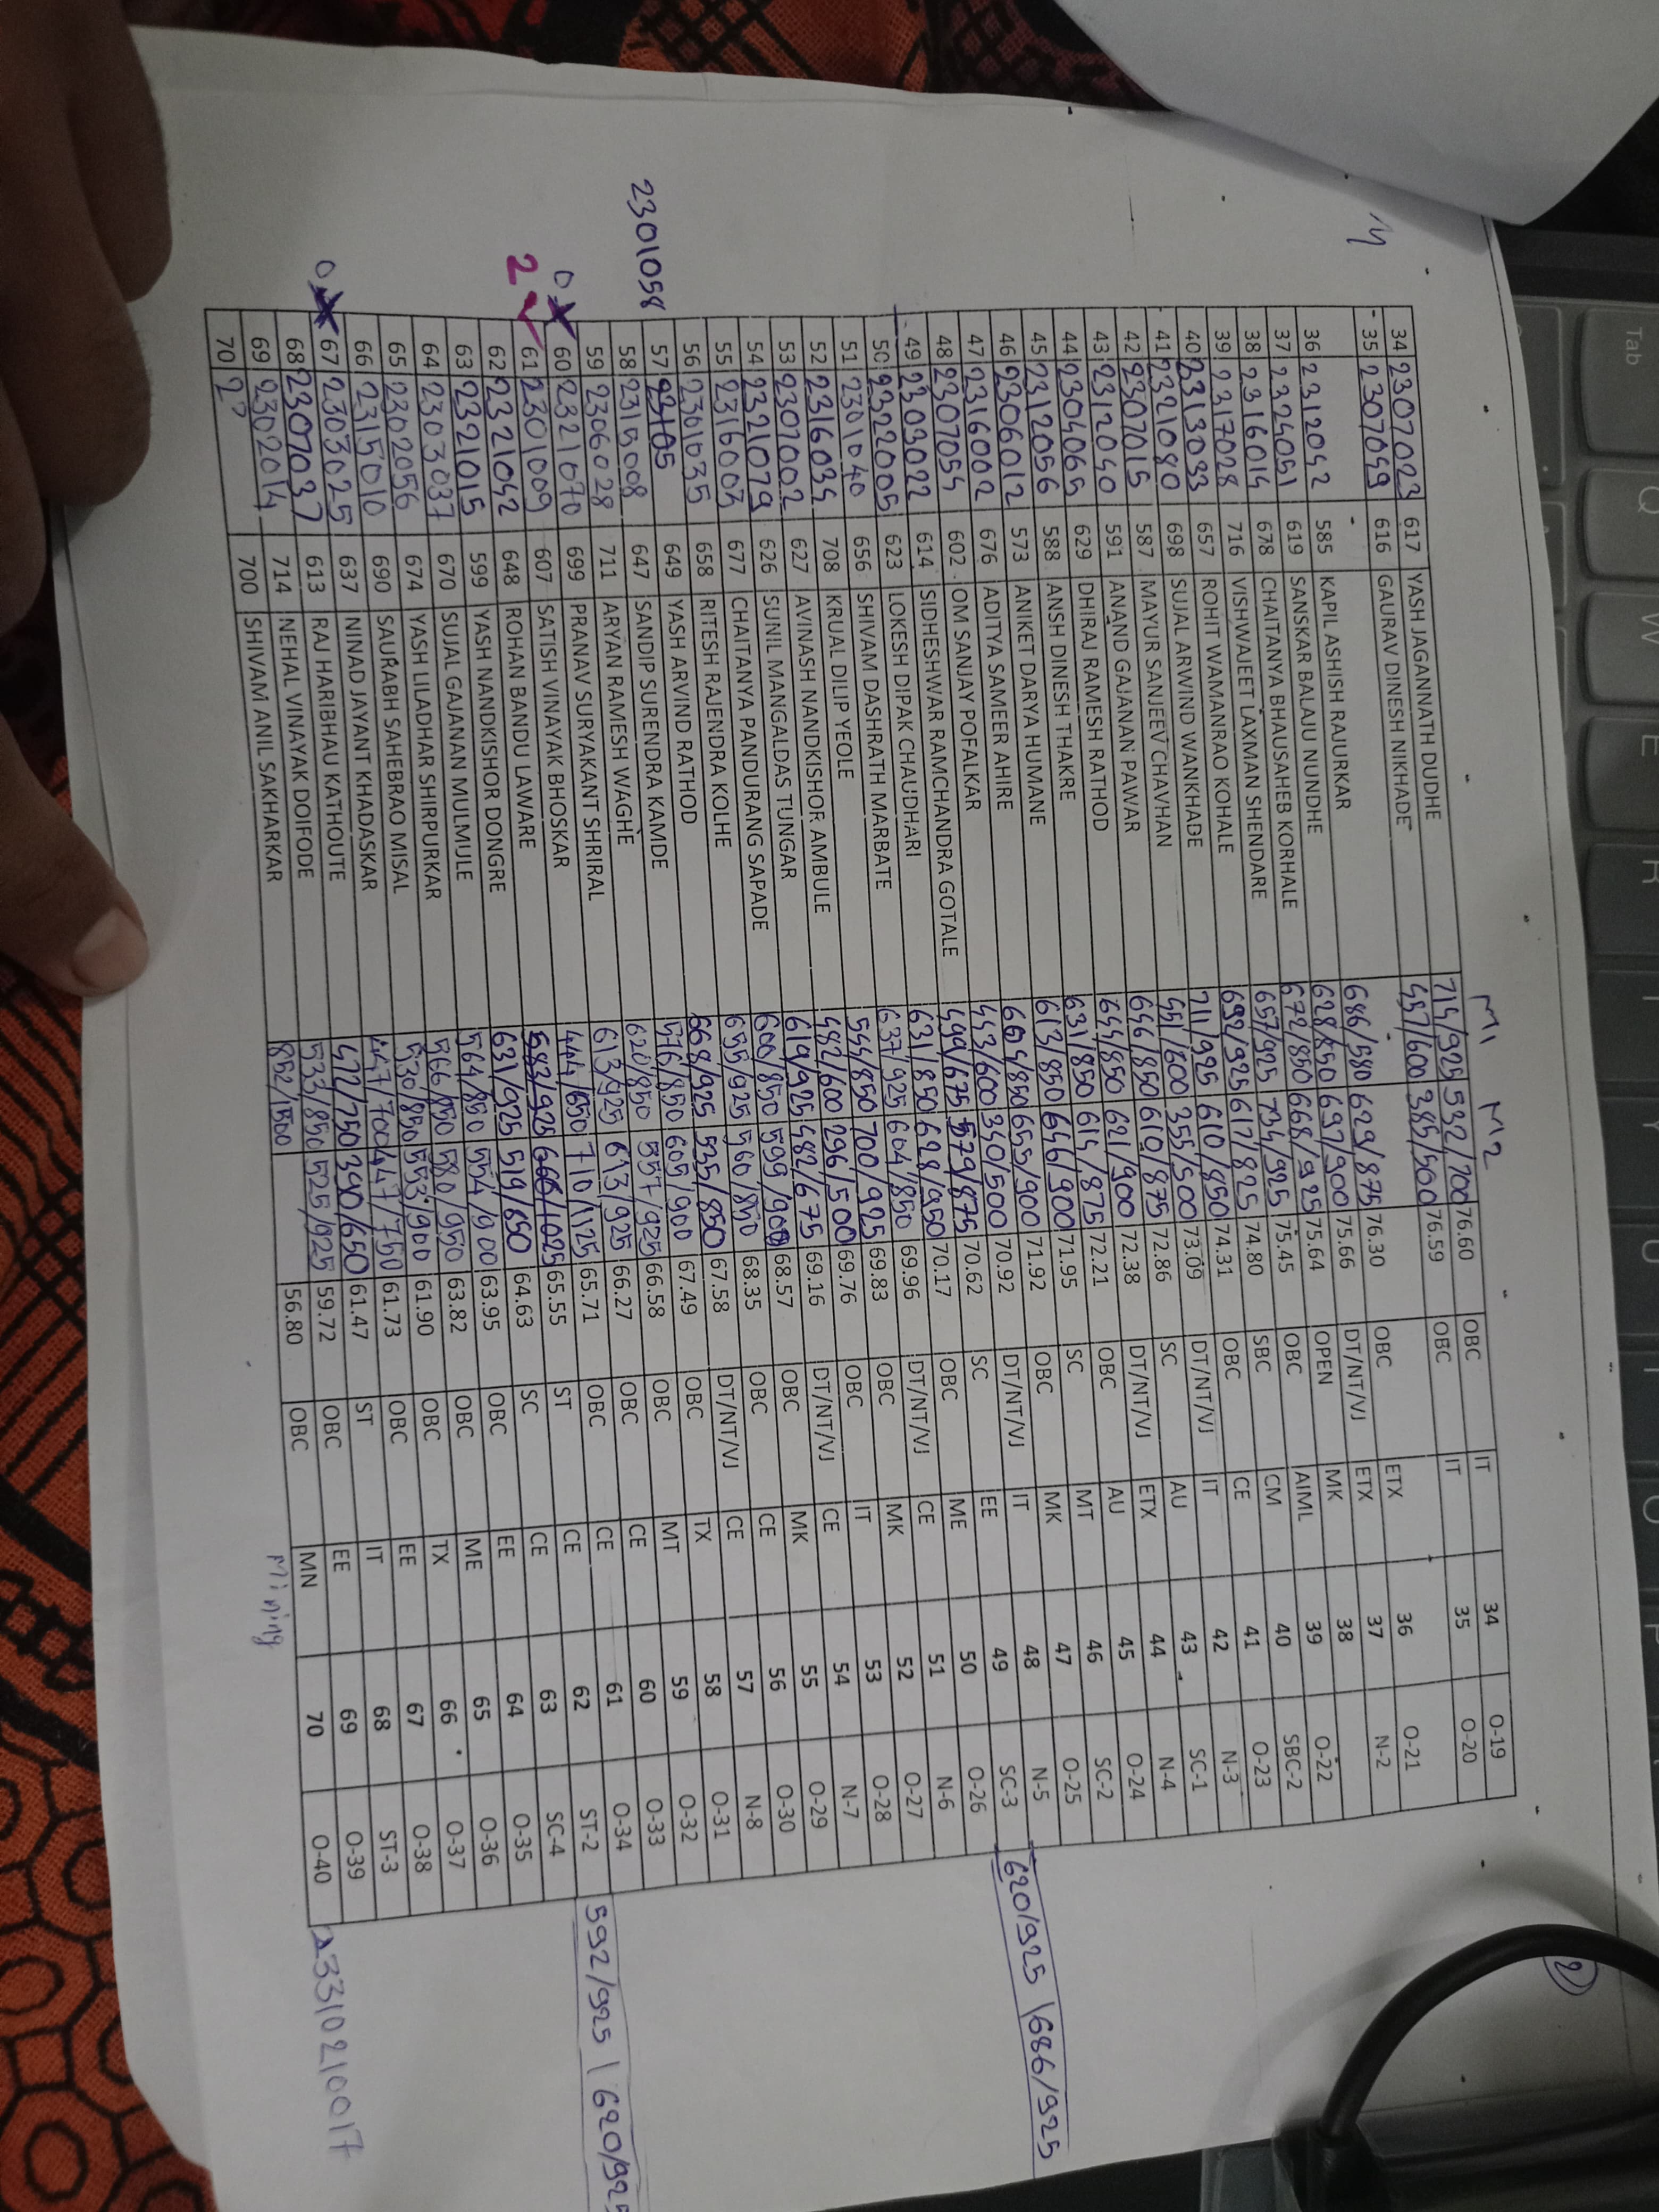 Tab Q W E R T Y U I O P
2
M1 M2
34 2307023 617 YASH JAGANNATH DUDHE 714/925 532/700 76.60 OBC IT 34 O-19
35 2307049 616 GAURAV DINESH NIKHADE 457/600 385/500 76.59 OBC IT 35 O-20
36 2312042 585 KAPIL ASHISH RAJURKAR 686/580 629/875 76.30 OBC ETX 36 O-21
37 2324051 619 SANSKAR BALAJU NUNDHE 628/850 697/900 75.66 DT/NT/VJ ETX 37 N-2
38 2316014 678 CHAITANYA BHAUSAHEB KORHALE 672/850 668/925 75.64 OPEN MK 38
39 2317028 716 VISHWAJEET LAXMAN SHENDARE 657/925 734/925 75.45 OBC AIML 39 O-22
40 2313033 657 ROHIT WAMANRAO KOHALE 692/925 617/825 74.80 SBC CM 40 SBC-2
41 2321080 698 SUJAL ARWIND WANKHADE 711/925 610/850 74.31 OBC CE 41 O-23
42 2307015 587 MAYUR SANJEEV CHAVHAN 451/600 355/500 73.09 DT/NT/VJ IT 42 N-3
43 2312040 591 ANAND GAJANAN PAWAR 646/850 610/875 72.86 SC AU 43 SC-1
44 2304065 629 DHIRAJ RAMESH RATHOD 644/850 621/900 72.38 DT/NT/VJ ETX 44 N-4
45 2312056 588 ANSH DINESH THAKRE 631/850 614/875 72.21 OBC AU 45 O-24
46 2306012 573 ANIKET DARYA HUMANE 613/850 646/900 71.95 SC MT 46 SC-2
47 2316002 676 ADITYA SAMEER AHIRE 604/850 655/900 71.92 OBC MK 47 O-25
48 2307054 602 OM SANJAY POFALKAR 443/600 340/500 70.92 DT/NT/VJ IT 48 N-5 620/925 | 686/925
49 2303022 614 SIDHESHWAR RAMCHANDRA GOTALE 499/675 579/875 70.62 SC EE 49 SC-3
50 2322005 623 LOKESH DIPAK CHAUDHARI 631/850 628/950 70.17 OBC ME 50 O-26
51 2301040 656 SHIVAM DASHRATH MARBATE 637/925 604/850 69.96 DT/NT/VJ CE 51 N-6
52 2316034 708 KRUAL DILIP YEOLE 544/850 700/925 69.83 OBC MK 52 O-27
53 2307002 627 AVINASH NANDKISHOR AMBULE 482/600 296/500 69.76 OBC IT 53 O-28
54 2321079 626 SUNIL MANGALDAS TUNGAR 619/925 482/675 69.16 DT/NT/VJ CE 54 N-7
55 2316003 677 CHAITANYA PANDURANG SAPADE 600/850 599/900 68.57 OBC MK 55 O-29
56 2301035 658 RITESH RAJENDRA KOLHE 655/925 560/850 68.35 OBC CE 56 O-30
2301058 57 23105 649 YASH ARVIND RATHOD 668/925 535/850 67.58 DT/NT/VJ CE 57 N-8
58 2315008 647 SANDIP SURENDRA KAMDE 576/850 605/900 67.49 OBC TX 58 O-31
59 2306028 711 ARYAN RAMESH WAGHE 620/850 557/925 66.58 OBC MT 59 O-32
0 60 2321070 699 PRANAV SURYAKANT SHRIRAL 613/925 613/925 66.27 OBC CE 60 O-33
2 61 2301009 607 SATISH VINAYAK BHOSKAR 444/650 710/1125 65.71 OBC CE 61 O-34 592/925 | 620/925
62 2321042 648 ROHAN BANDU LAWARE 583/925 666/1025 65.55 ST CE 62 ST-2
63 2321015 599 YASH NANDKISHOR DONGRE 631/925 519/850 64.63 SC CE 63 SC-4
64 2303037 670 SUJAL GAJANAN MULMULE 564/850 554/900 63.95 OBC EE 64 O-35
65 2302056 674 YASH LILADHAR SHIRPURKAR 566/850 580/950 63.82 OBC ME 65 O-36
66 2315010 690 SAURABH SAHEBRAO MISAL 530/850 553/900 61.90 OBC TX 66 O-37
0 67 2303025 637 NINAD JAYANT KHADASKAR 447/700 447/750 61.73 OBC EE 67 O-38
68 2307037 613 RAJ HARIBHAU KATHOUTE 472/750 390/650 61.47 ST IT 68 ST-3
69 2302014 714 NEHAL VINAYAK DOIFODE 533/850 525/925 59.72 OBC EE 69 O-39
70 2? 700 SHIVAM ANIL SAKHARKAR 852/1500 56.80 OBC MN 70 O-40 23310210017
Mining